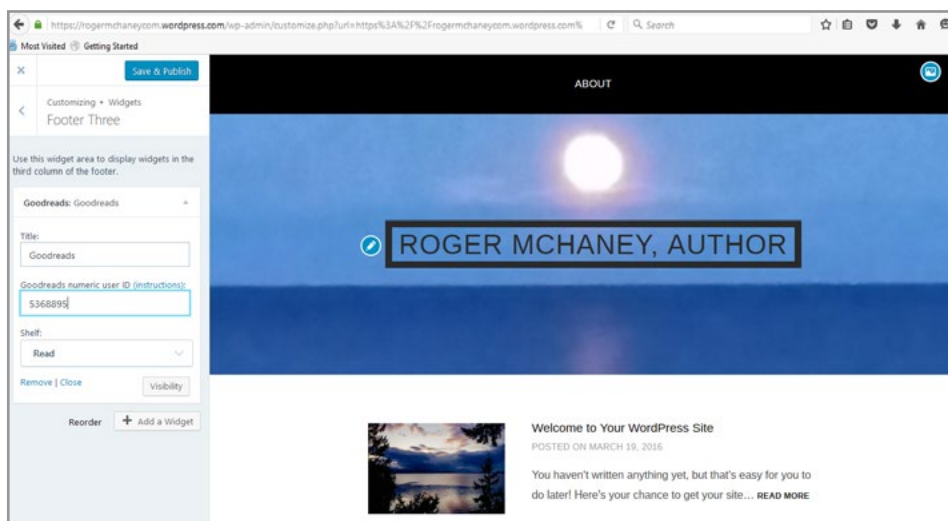 https://rogermchaneycom.wordpress.com/wp-admin/customize.php?url=https%3A%2F%2Frogermchaneycom.wordpress.com%
Search
Most Visited
Getting Started
Save & Publish
Customizing • Widgets
Footer Three
Use this widget area to display widgets in the
third column of the footer.
Goodreads: Goodreads
Title:
Goodreads
Goodreads numeric user ID (instructions):
5368895
Shelf:
Read
Remove | Close
Visibility
Reorder
Add a Widget
ABOUT
ROGER MCHANEY, AUTHOR
Welcome to Your WordPress Site
POSTED ON MARCH 19, 2016
You haven't written anything yet, but that's easy for you to
do later! Here's your chance to get your site… READ MORE